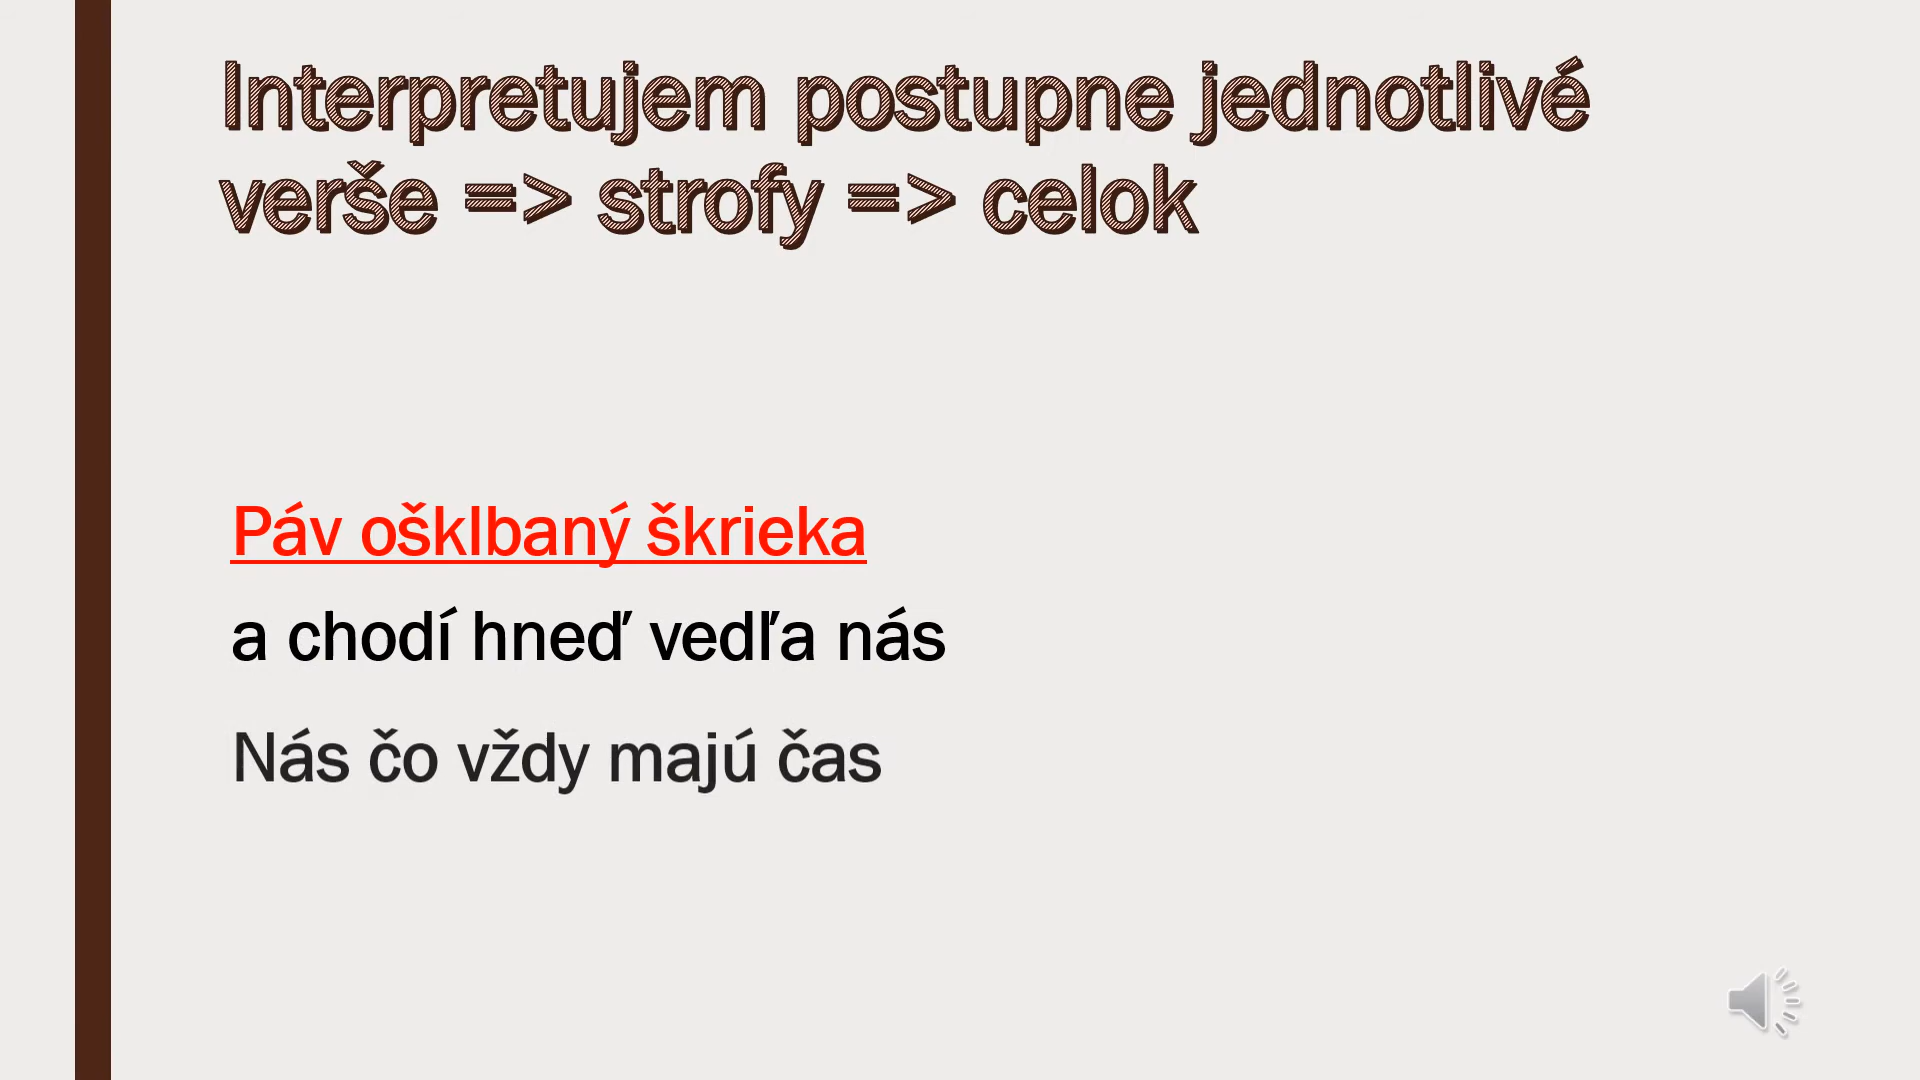 Interpretujem postupne jednotlivé
verše => strofy => celok
Páv ošklbaný škrieka
a chodí hneď vedľa nás
Nás čo vždy majú čas